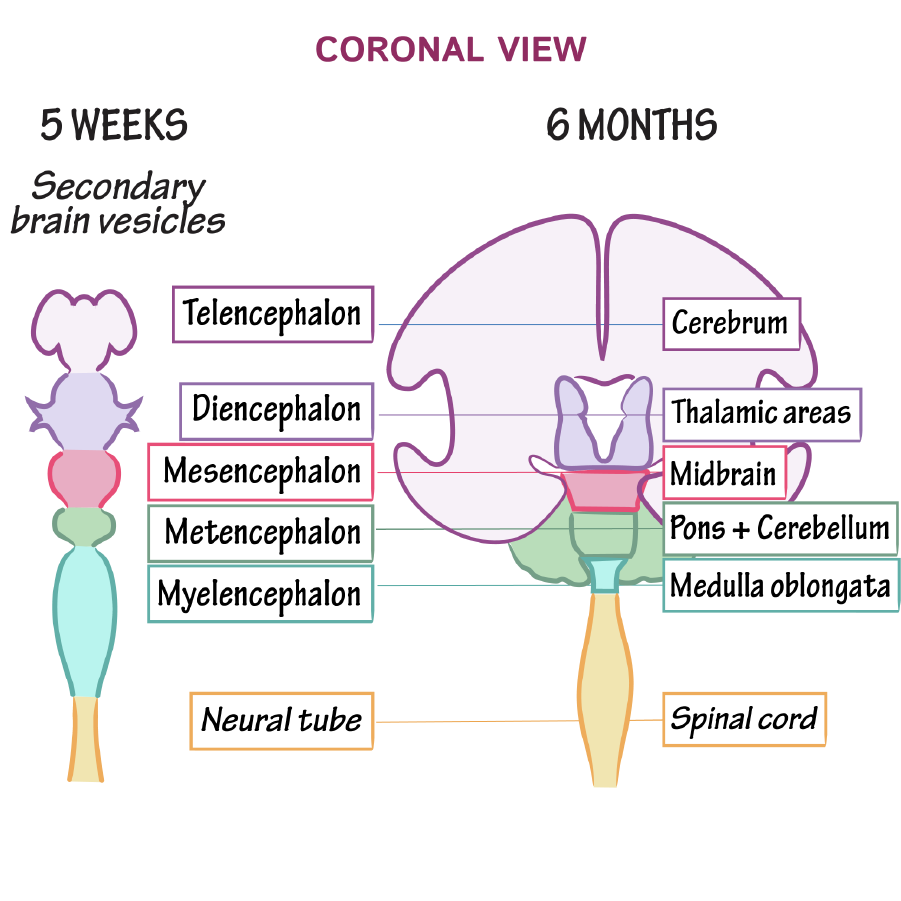 CORONAL VIEW
5 WEEKS
6 MONTHS
Secondary
brain vesicles
Telencephalon
Cerebrum
Diencephalon
Thalamic areas
Mesencephalon
Midbrain
Metencephalon
Pons + Cerebellum
Myelencephalon
Medulla oblongata
Neural tube
Spinal cord